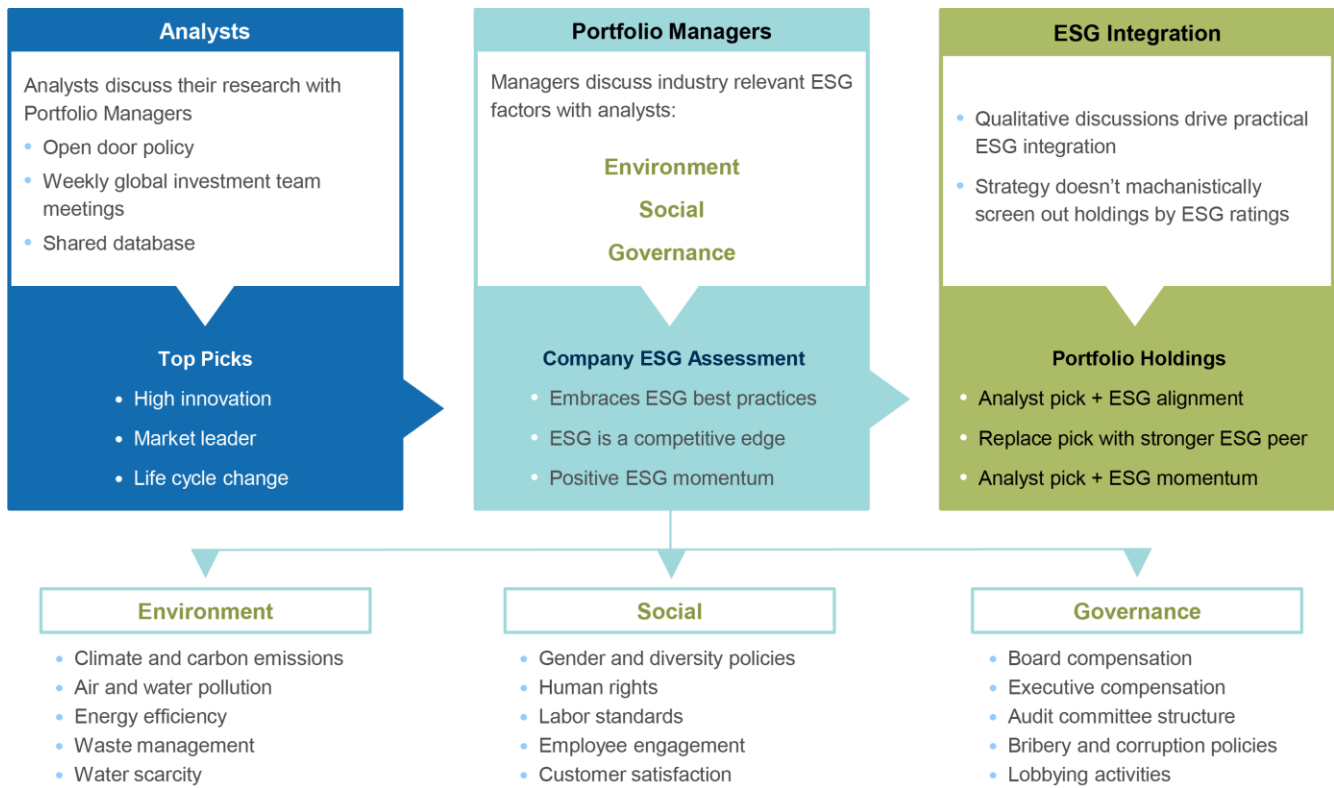 Analysts
Analysts discuss their research with
Portfolio Managers
• Open door policy
• Weekly global investment team
meetings
• Shared database
Top Picks
• High innovation
• Market leader
• Life cycle change
Portfolio Managers
Managers discuss industry relevant ESG
factors with analysts:
Environment
Social
Governance
Company ESG Assessment
• Embraces ESG best practices
• ESG is a competitive edge
• Positive ESG momentum
ESG Integration
• Qualitative discussions drive practical
ESG integration
• Strategy doesn’t machanistically
screen out holdings by ESG ratings
Portfolio Holdings
• Analyst pick + ESG alignment
• Replace pick with stronger ESG peer
• Analyst pick + ESG momentum
Environment
• Climate and carbon emissions
• Air and water pollution
• Energy efficiency
• Waste management
• Water scarcity
Social
• Gender and diversity policies
• Human rights
• Labor standards
• Employee engagement
• Customer satisfaction
Governance
• Board compensation
• Executive compensation
• Audit committee structure
• Bribery and corruption policies
• Lobbying activities